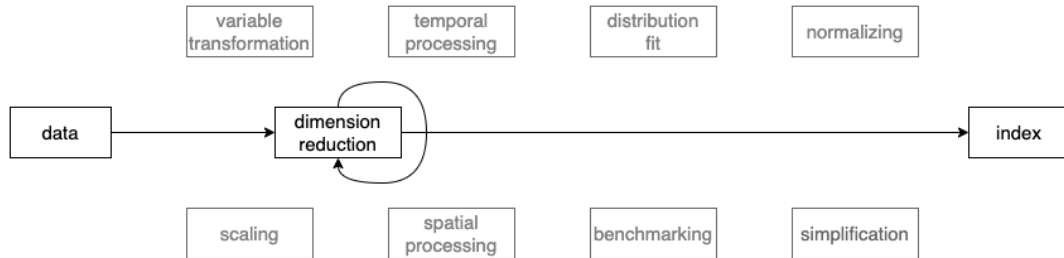 variable
transformation
temporal
processing
distribution
fit
normalizing
data
dimension
reduction
index
scaling
spatial
processing
benchmarking
simplification